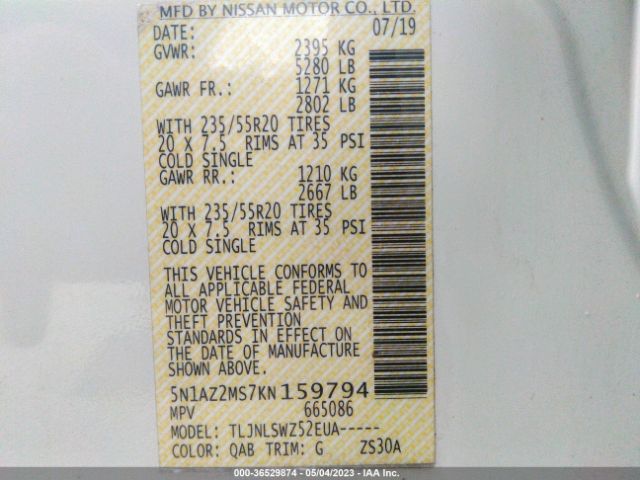 MFD BY NISSAN MOTOR CO., LTD.
DATE: 07/19
GVWR: 2395 KG
5280 LB
GAWR FR.: 1271 KG
2802 LB
WITH 235/55R20 TIRES
20 X 7.5 RIMS AT 35 PSI
COLD SINGLE
GAWR RR.: 1210 KG
2667 LB
WITH 235/55R20 TIRES
20 X 7.5 RIMS AT 35 PSI
COLD SINGLE
THIS VEHICLE CONFORMS TO
ALL APPLICABLE FEDERAL
MOTOR VEHICLE SAFETY AND
THEFT PREVENTION
STANDARDS IN EFFECT ON
THE DATE OF MANUFACTURE
SHOWN ABOVE.
5N1AZ2MS7KN159794
MPV 665086
MODEL: TLJNLSWZ52EUA-----
COLOR: QAB TRIM: G ZS30A
000-36529874 - 05/04/2023 - IAA Inc.